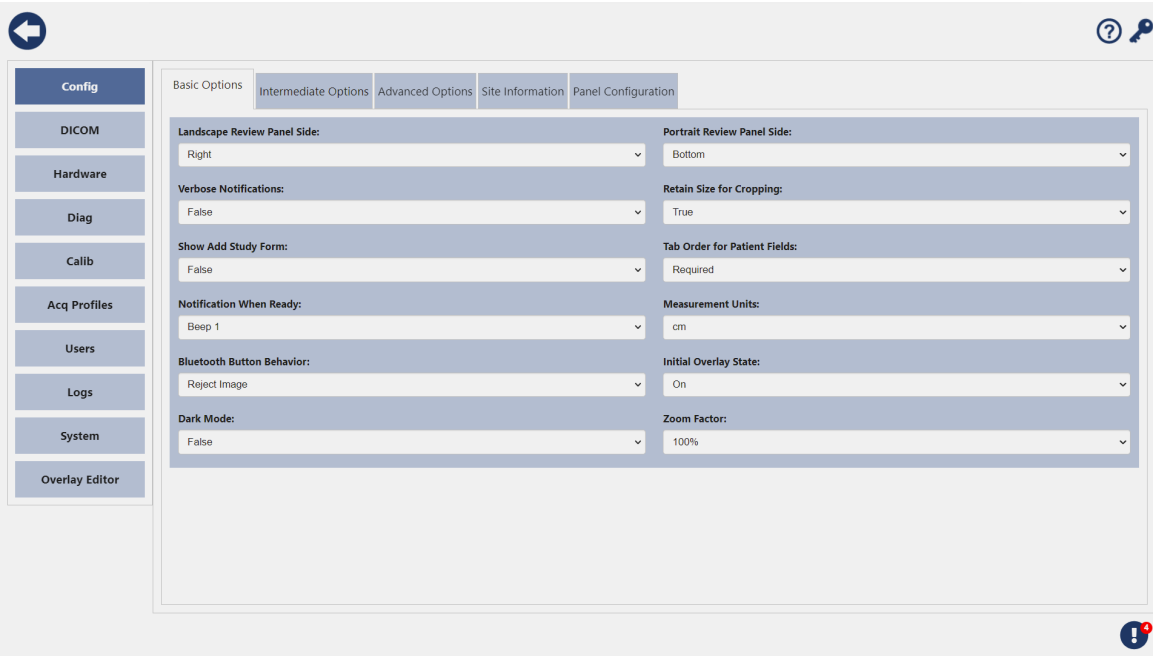 ?
Config
DICOM
Hardware
Diag
Calib
Acq Profiles
Users
Logs
System
Overlay Editor
Basic Options Intermediate Options Advanced Options Site Information Panel Configuration
Landscape Review Panel Side: Portrait Review Panel Side:
Right Bottom
Verbose Notifications: Retain Size for Cropping:
False True
Show Add Study Form: Tab Order for Patient Fields:
False Required
Notification When Ready: Measurement Units:
Beep 1 cm
Bluetooth Button Behavior: Initial Overlay State:
Reject Image On
Dark Mode: Zoom Factor:
False 100%
! 4